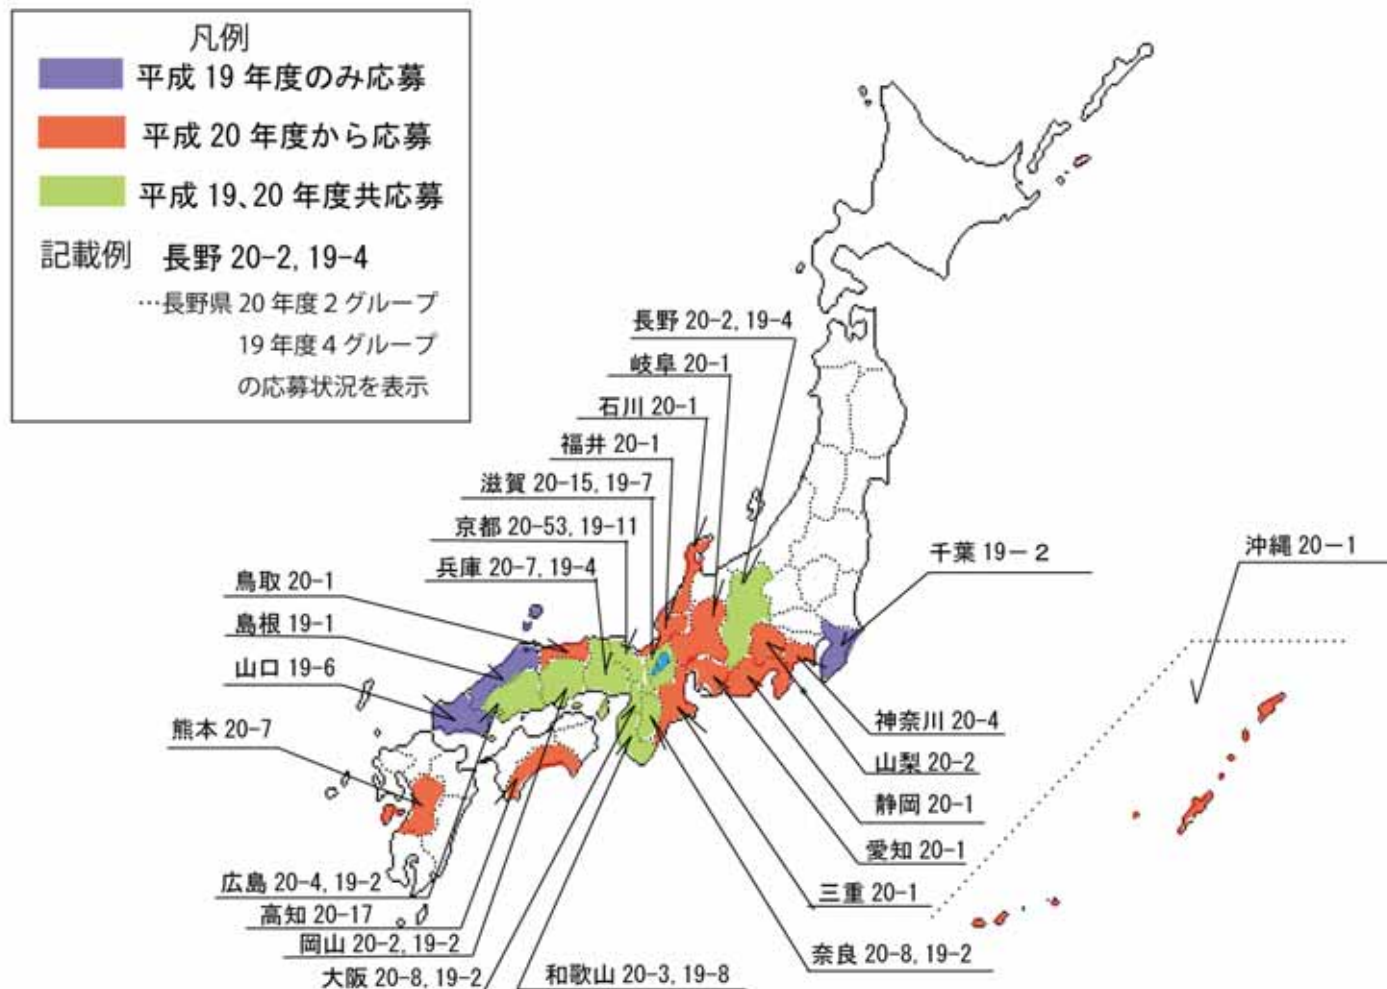 凡例
平成 19 年度のみ応募
平成 20 年度から応募
平成 19、20 年度共応募
記載例 長野 20-2, 19-4
…長野県 20 年度 2 グループ
19 年度 4 グループ
の応募状況を表示
長野 20-2, 19-4
岐阜 20-1
石川 20-1
福井 20-1
滋賀 20-15, 19-7
京都 20-53, 19-11
兵庫 20-7, 19-4
鳥取 20-1
島根 19-1
山口 19-6
熊本 20-7
千葉 19-2
沖縄 20-1
神奈川 20-4
山梨 20-2
静岡 20-1
愛知 20-1
三重 20-1
奈良 20-8, 19-2
広島 20-4, 19-2
高知 20-17
岡山 20-2, 19-2
大阪 20-8, 19-2
和歌山 20-3, 19-8